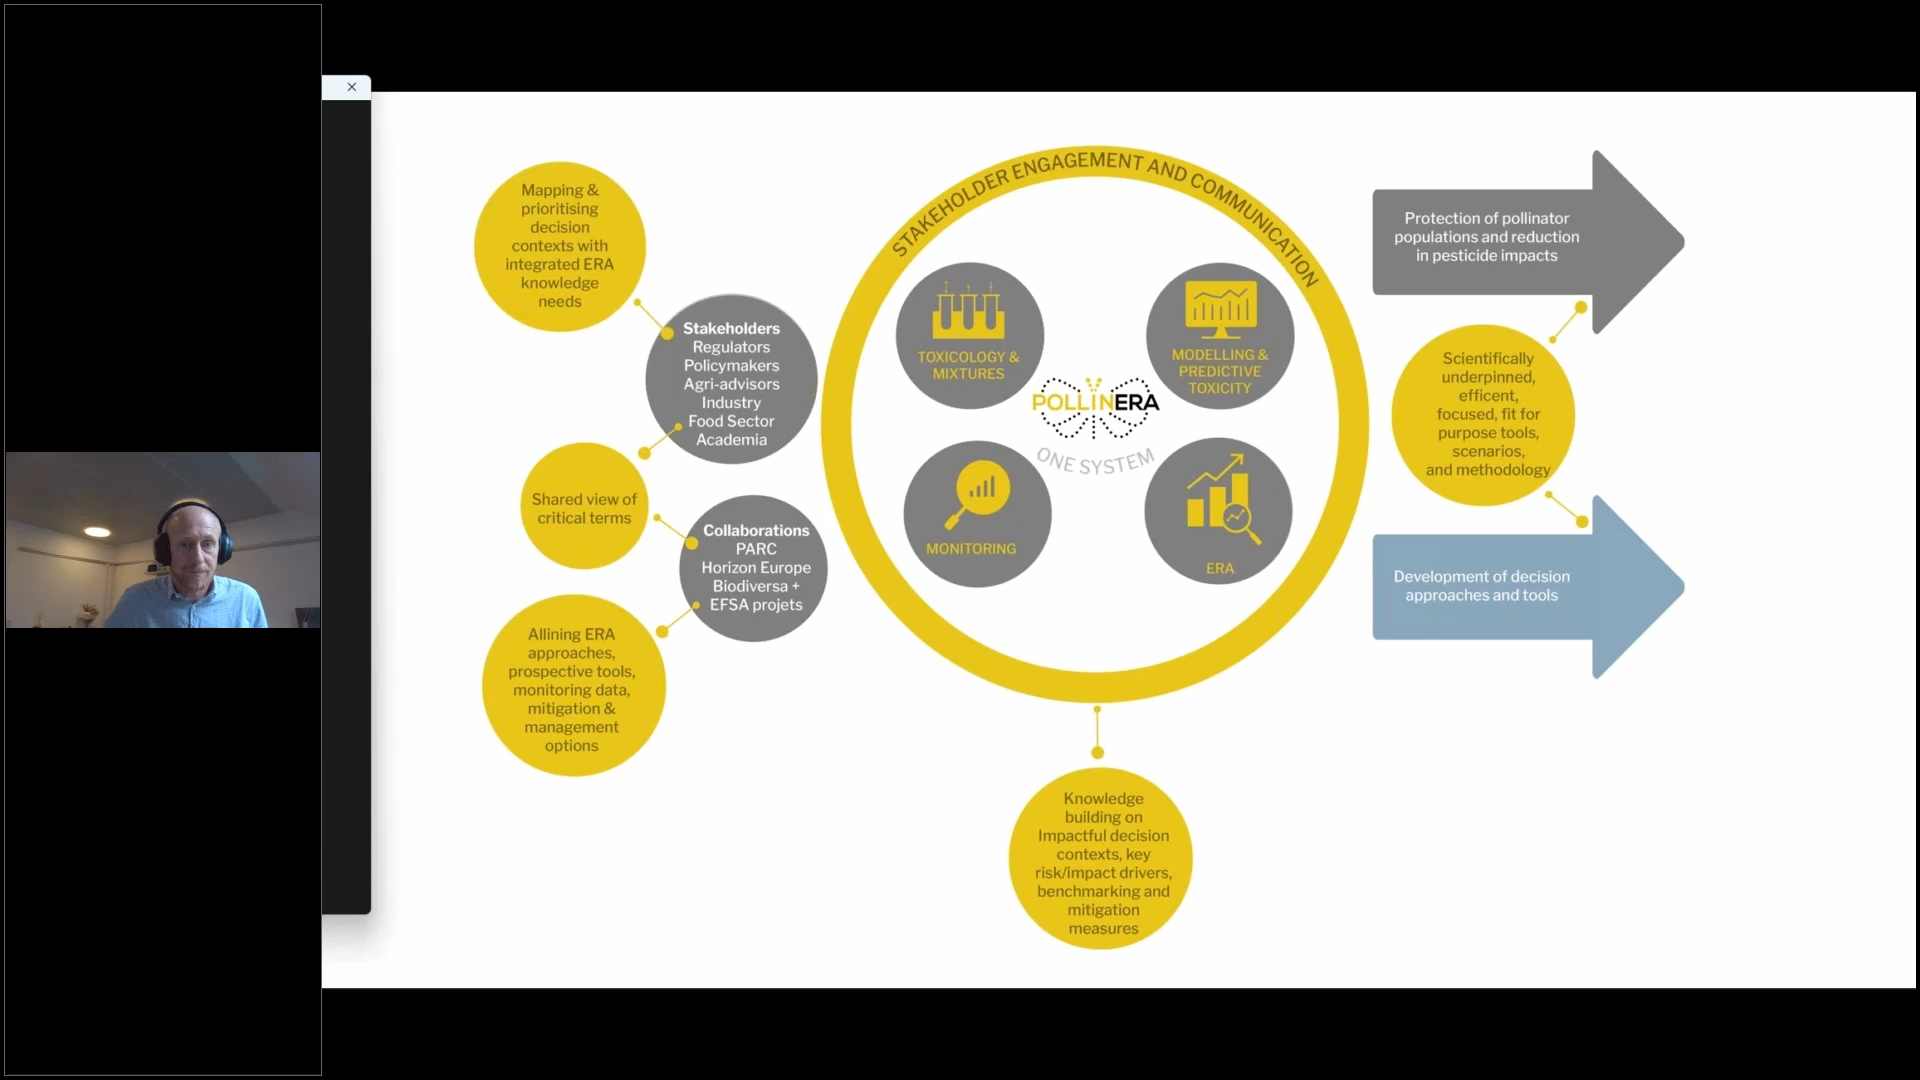 Mapping &
prioritising
decision
contexts with
integrated ERA
knowledge
needs
Stakeholders
Regulators
Policymakers
Agri-advisors
Industry
Food Sector
Academia
Shared view of
critical terms
Collaborations
PARC
Horizon Europe
Biodiversa +
EFSA projets
Allining ERA
approaches,
prospective tools,
monitoring data,
mitigation &
management
options
STAKEHOLDER ENGAGEMENT AND COMMUNICATION
TOXICOLOGY &
MIXTURES
MODELLING &
PREDICTIVE
TOXICITY
POLLINERA
ONE SYSTEM
MONITORING
ERA
Knowledge
building on
Impactful decision
contexts, key
risk/impact drivers,
benchmarking and
mitigation
measures
Protection of pollinator
populations and reduction
in pesticide impacts
Scientifically
underpinned,
efficent,
focused, fit for
purpose tools,
scenarios,
and methodology
Development of decision
approaches and tools